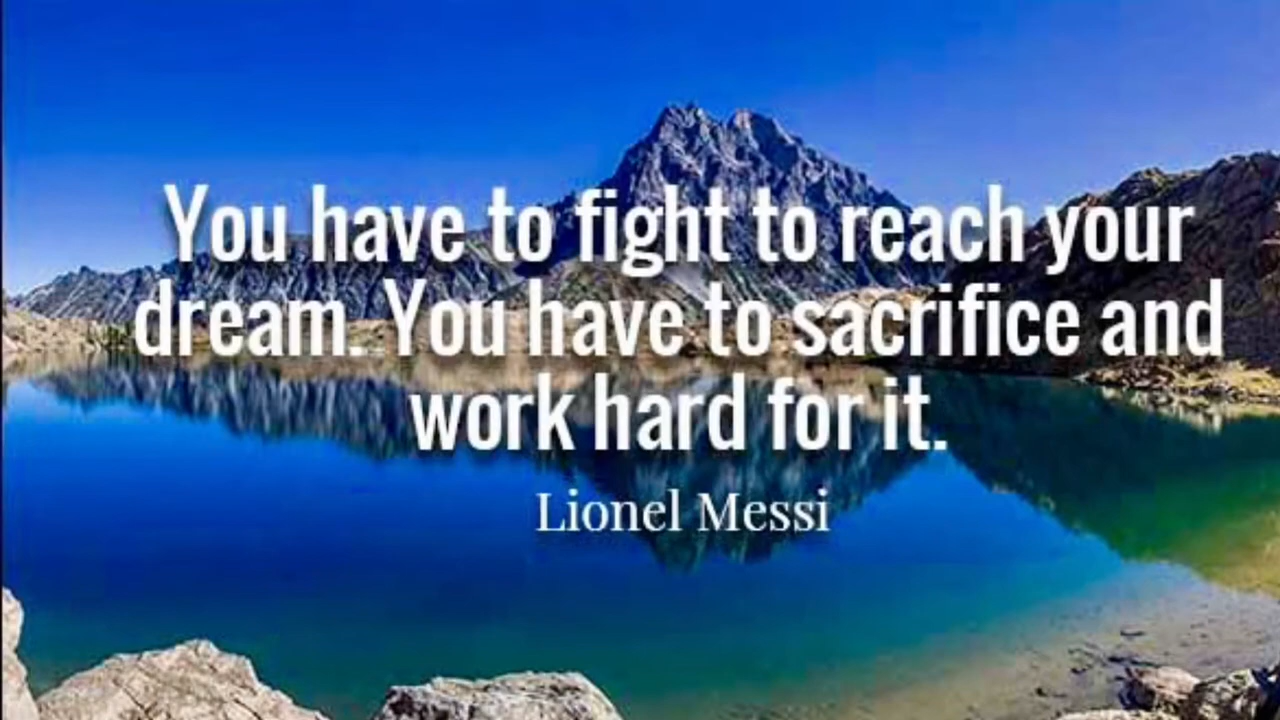 You have to fight to reach your
dream. You have to sacrifice and
work hard for it.
Lionel Messi